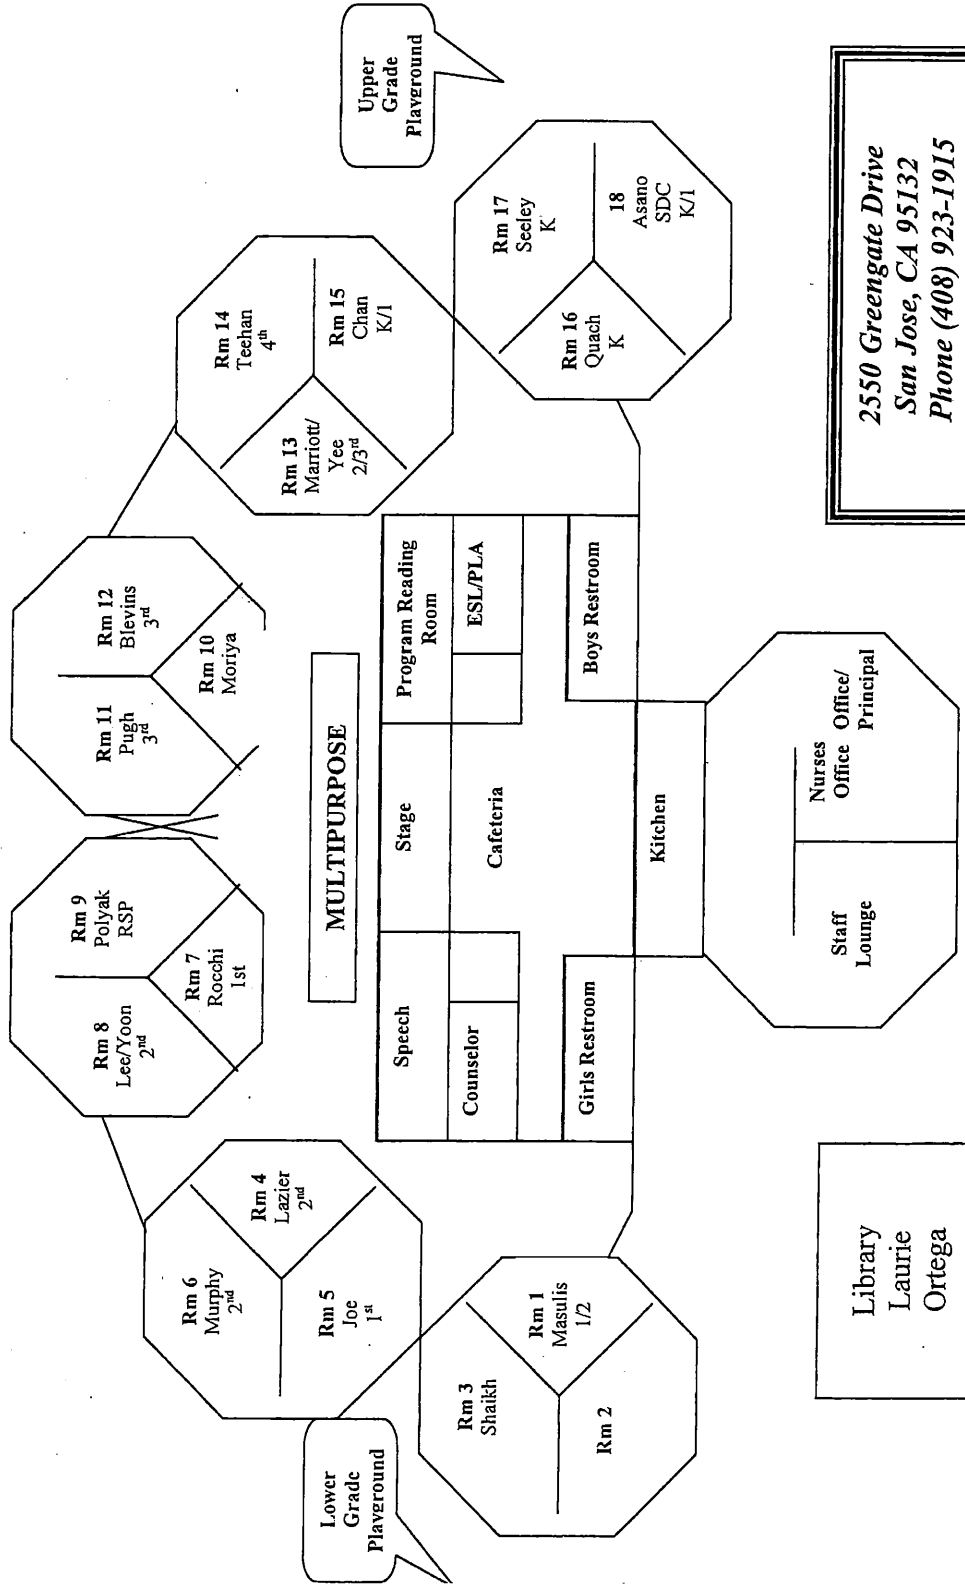 Upper
Grade
Playground
Rm 11
Pugh
3rd
Rm 12
Blevins
3rd
Rm 10
Moriya
Rm 8
Lee/Yoon
2nd
Rm 9
Polyak
RSP
Rm 7
Rocchi
1st
Rm 6
Murphy
2nd
Rm 4
Lazier
2nd
Rm 5
Joe
1st
Rm 14
Teehan
4th
Rm 13
Marriott/
Yee
2/3rd
Rm 15
Chan
K/1
Lower
Grade
Playground
MULTIPURPOSE
Speech
Stage
Program Reading
Room
Counselor
Cafeteria
ESL/PLA
Girls Restroom
Boys Restroom
Kitchen
Rm 3
Shaikh
Rm 1
Masulis
1/2
Rm 2
Rm 17
Seeley
K
Rm 16
Quach
K
18
Asano
SDC
K/1
Staff
Lounge
Nurses
Office
Office/
Principal
Library
Laurie
Ortega
2550 Greengate Drive
San Jose, CA 95132
Phone (408) 923-1915